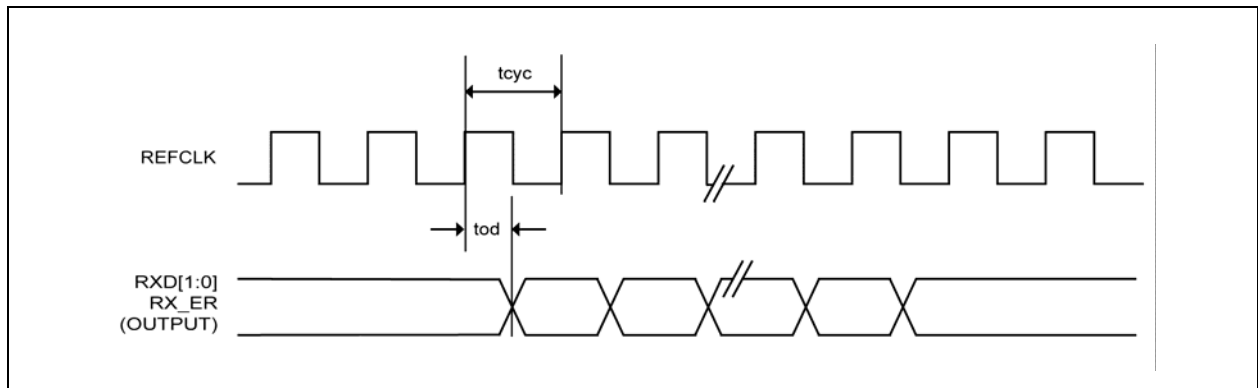 tcyc
REFCLK
tod
RXD[1:0]
RX_ER
(OUTPUT)